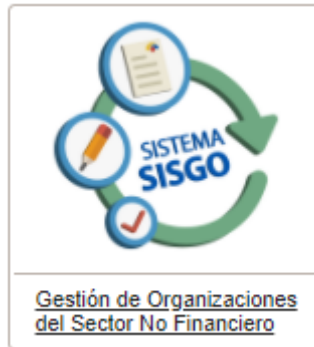 SISTEMA
SISGO
Gestión de Organizaciones
del Sector No Financiero